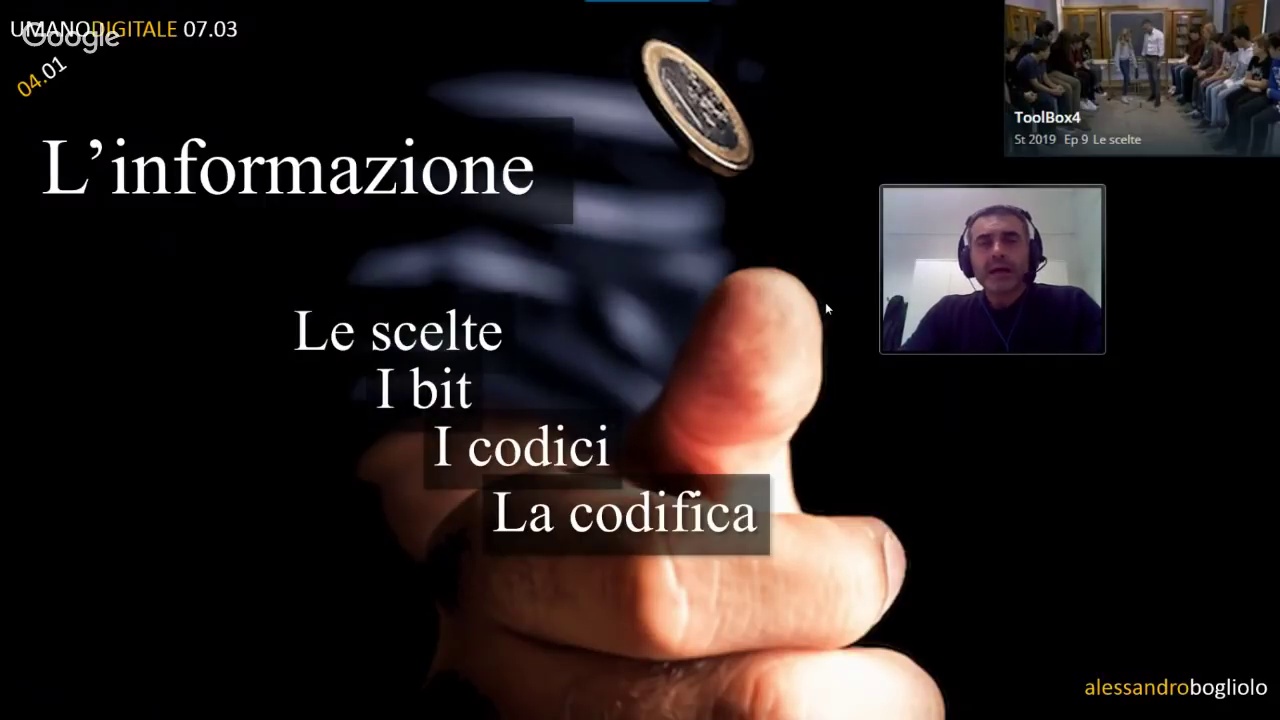 UMANODIGITALE 07.03
Google
04.01
L'informazione
Le scelte
I bit
I codici
La codifica
ToolBox4
St 2019 Ep 9 Le scelte
alessandrobogliolo